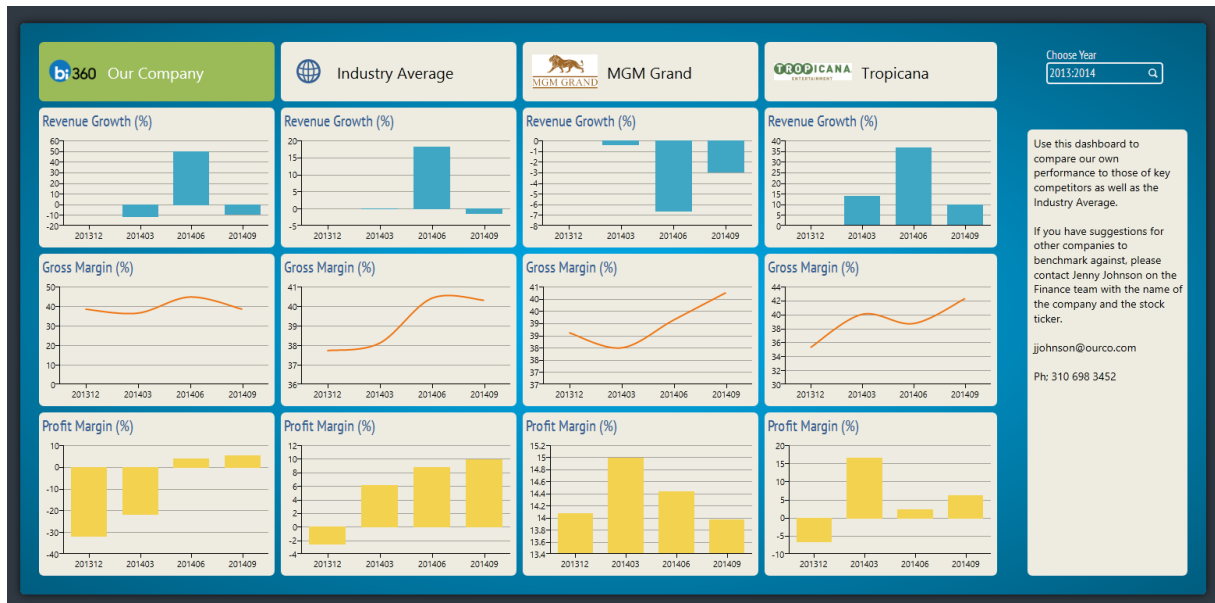 bi 360 Our Company
Industry Average
MGM GRAND MGM Grand
TROPICANA ENTERTAINMENT Tropicana
Choose Year
2013:2014
Revenue Growth (%)
60
50
40
30
20
10
0
-10
-20
201312 201403 201406 201409
Revenue Growth (%)
20
15
10
5
0
-5
201312 201403 201406 201409
Revenue Growth (%)
0
-1
-2
-3
-4
-5
-6
-7
-8
201312 201403 201406 201409
Revenue Growth (%)
40
35
30
25
20
15
10
5
0
201312 201403 201406 201409
Gross Margin (%)
50
40
30
20
10
0
201312 201403 201406 201409
Gross Margin (%)
41
40
39
38
37
36
201312 201403 201406 201409
Gross Margin (%)
41
40
40
39
39
38
38
37
37
201312 201403 201406 201409
Gross Margin (%)
44
42
40
38
36
34
32
30
201312 201403 201406 201409
Profit Margin (%)
10
0
-10
-20
-30
-40
201312 201403 201406 201409
Profit Margin (%)
12
10
8
6
4
2
0
-2
-4
201312 201403 201406 201409
Profit Margin (%)
15.2
15
14.8
14.6
14.4
14.2
14
13.8
13.6
13.4
201312 201403 201406 201409
Profit Margin (%)
20
15
10
5
0
-5
-10
201312 201403 201406 201409
Use this dashboard to
compare our own
performance to those of key
competitors as well as the
Industry Average.
If you have suggestions for
other companies to
benchmark against, please
contact Jenny Johnson on the
Finance team with the name of
the company and the stock
ticker.
jjohnson@ourco.com
Ph; 310 698 3452